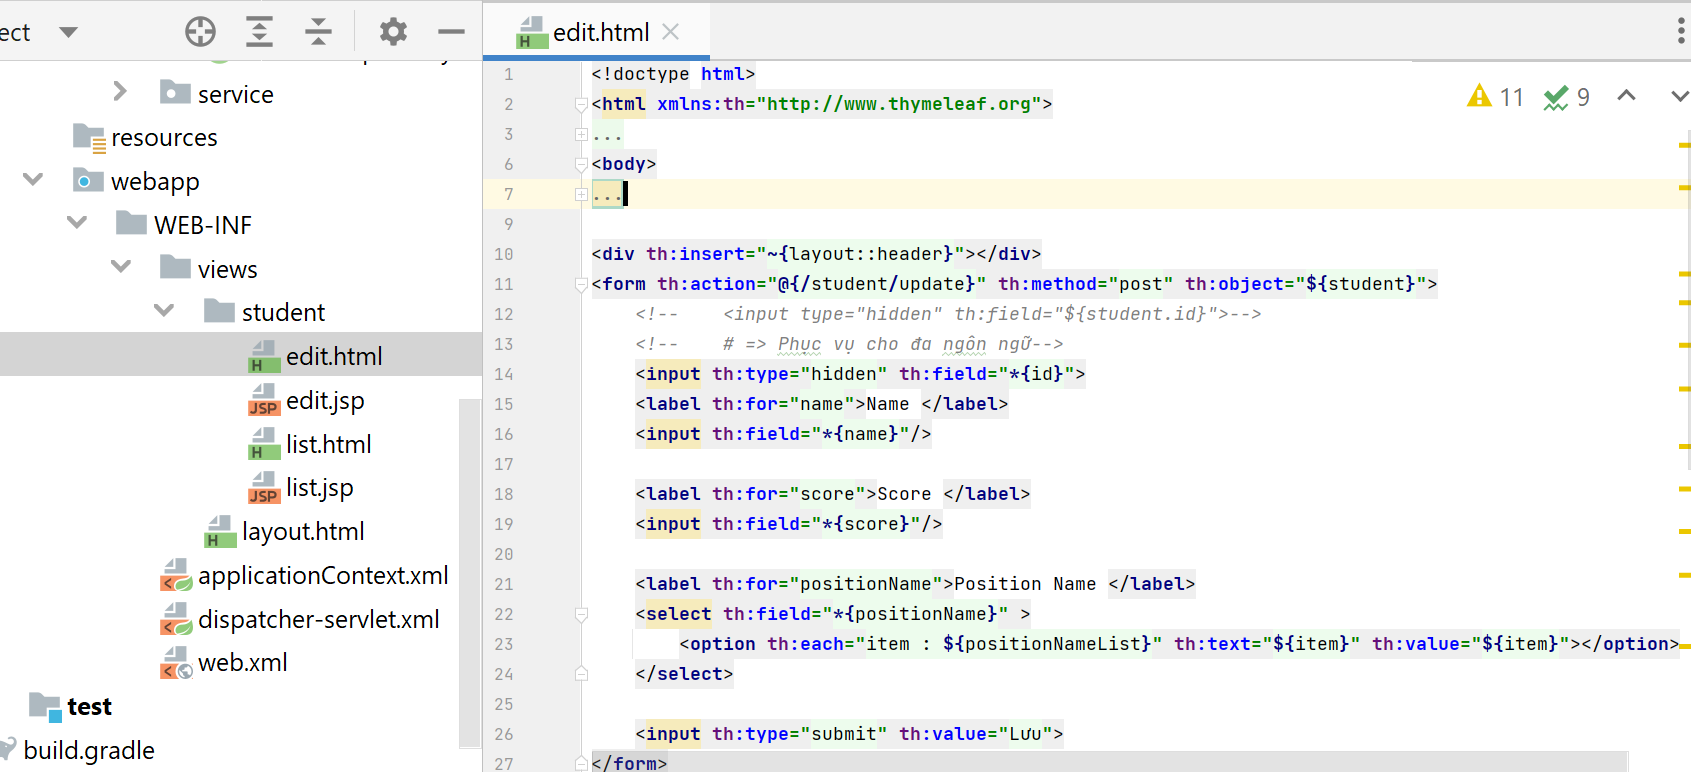 ect
service
resources
webapp
WEB-INF
views
student
edit.html
edit.jsp
list.html
list.jsp
layout.html
applicationContext.xml
dispatcher-servlet.xml
web.xml
test
build.gradle
edit.html
11 9
1 <!doctype html>
2 <html xmlns:th="http://www.thymeleaf.org">
3 ...
6 <body>
7 ...
9
10 <div th:insert="~{layout::header}"></div>
11 <form th:action="@{/student/update}" th:method="post" th:object="${student}">
12 <!--    <input type="hidden" th:field="${student.id}">-->
13 <!--    # => Phục vụ cho đa ngôn ngữ-->
14 <input th:type="hidden" th:field="*{id}">
15 <label th:for="name">Name </label>
16 <input th:field="*{name}"/>
17
18 <label th:for="score">Score </label>
19 <input th:field="*{score}"/>
20
21 <label th:for="positionName">Position Name </label>
22 <select th:field="*{positionName}" >
23 <option th:each="item : ${positionNameList}" th:text="${item}" th:value="${item}"></option>
24 </select>
25
26 <input th:type="submit" th:value="Lưu">
27 </form>